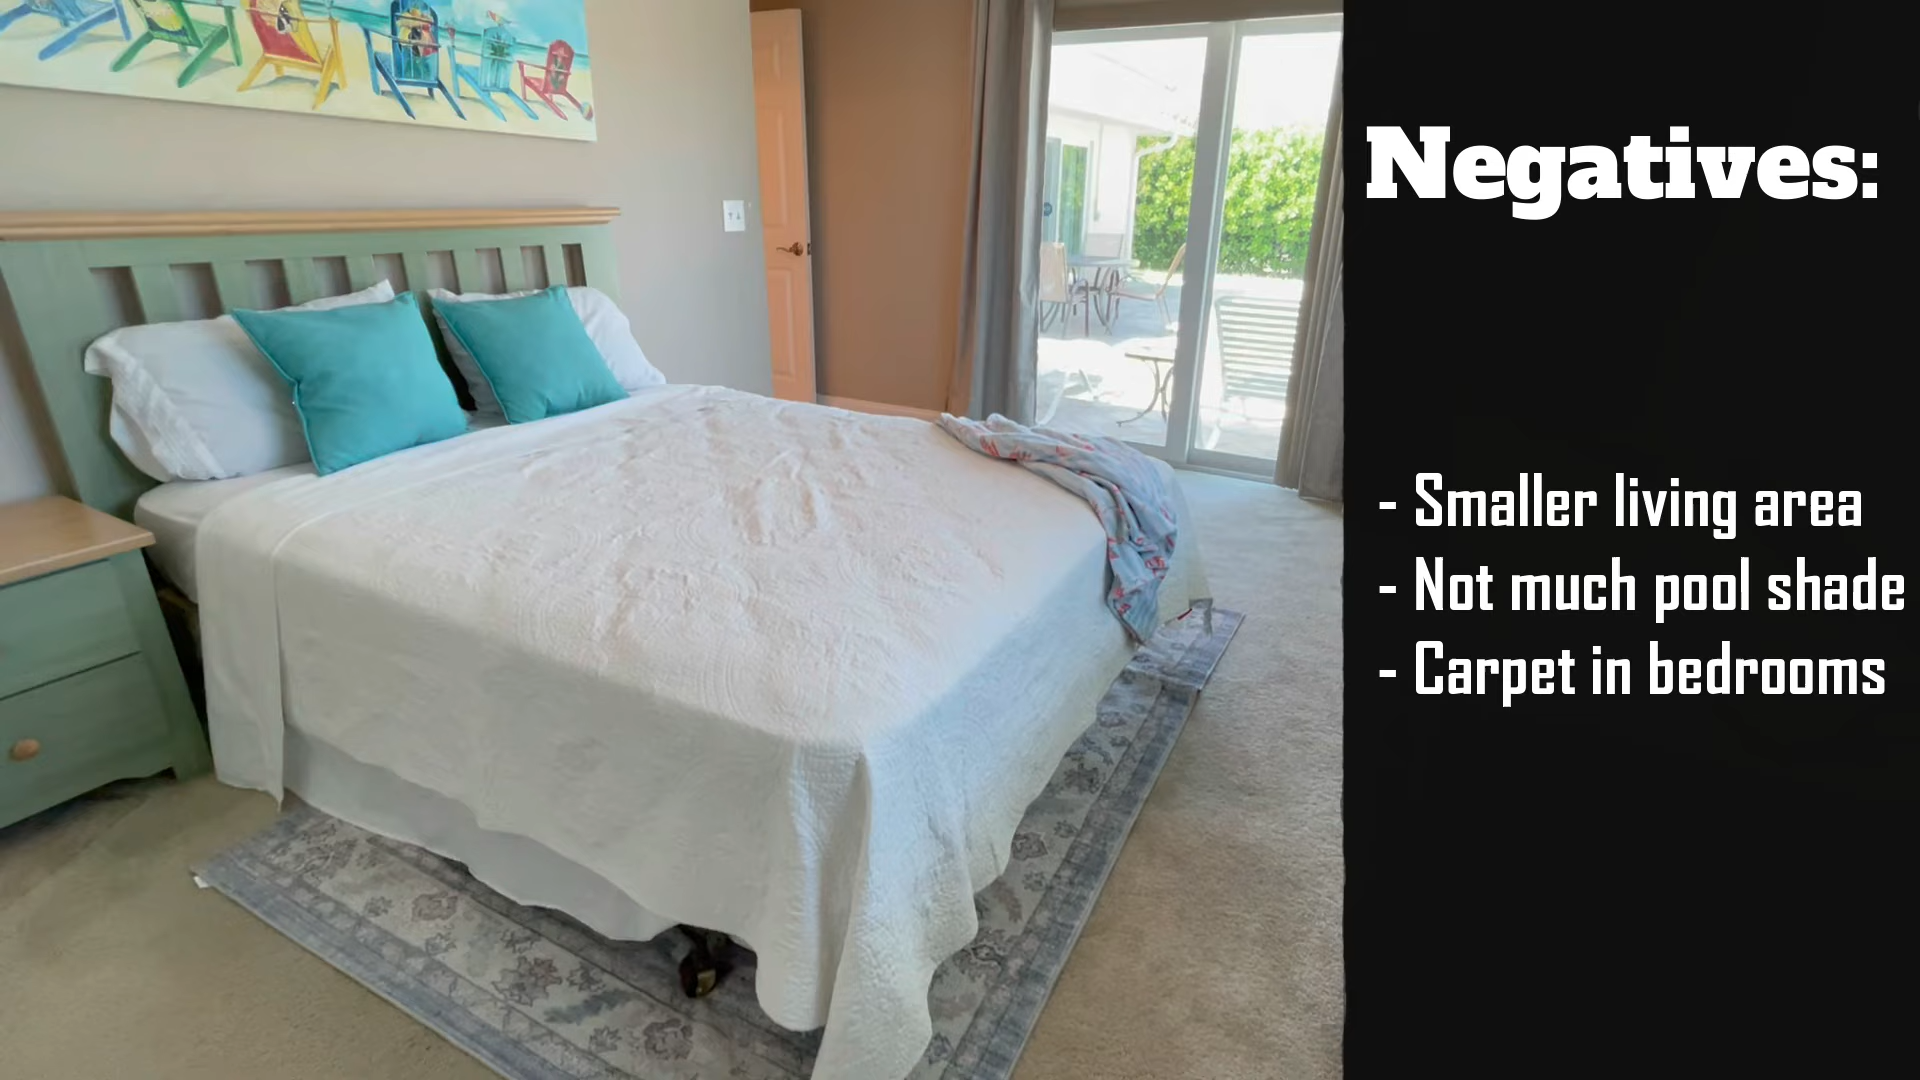 Negatives:
- Smaller living area
- Not much pool shade
- Carpet in bedrooms